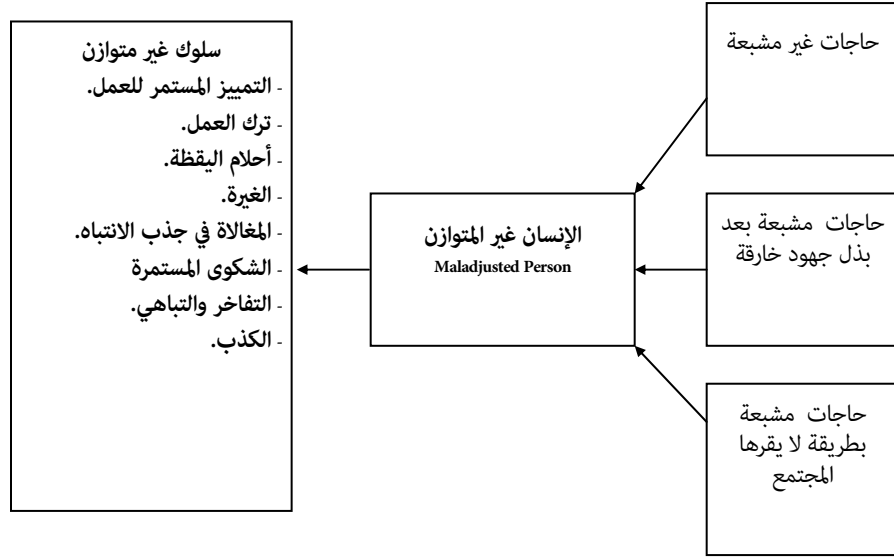 حاجات غير مشبعة
حاجات مشبعة بعد
بذل جهود خارقة
حاجات مشبعة
بطريقة لا يقرها
المجتمع
الإنسان غير المتوازن
Maladjusted Person
سلوك غير متوازن
- التمييز المستمر للعمل.
- ترك العمل.
- أحلام اليقظة.
- الغيرة.
- المغالاة في جذب الانتباه.
- الشكوى المستمرة
- التفاخر والتباهي.
- الكذب.